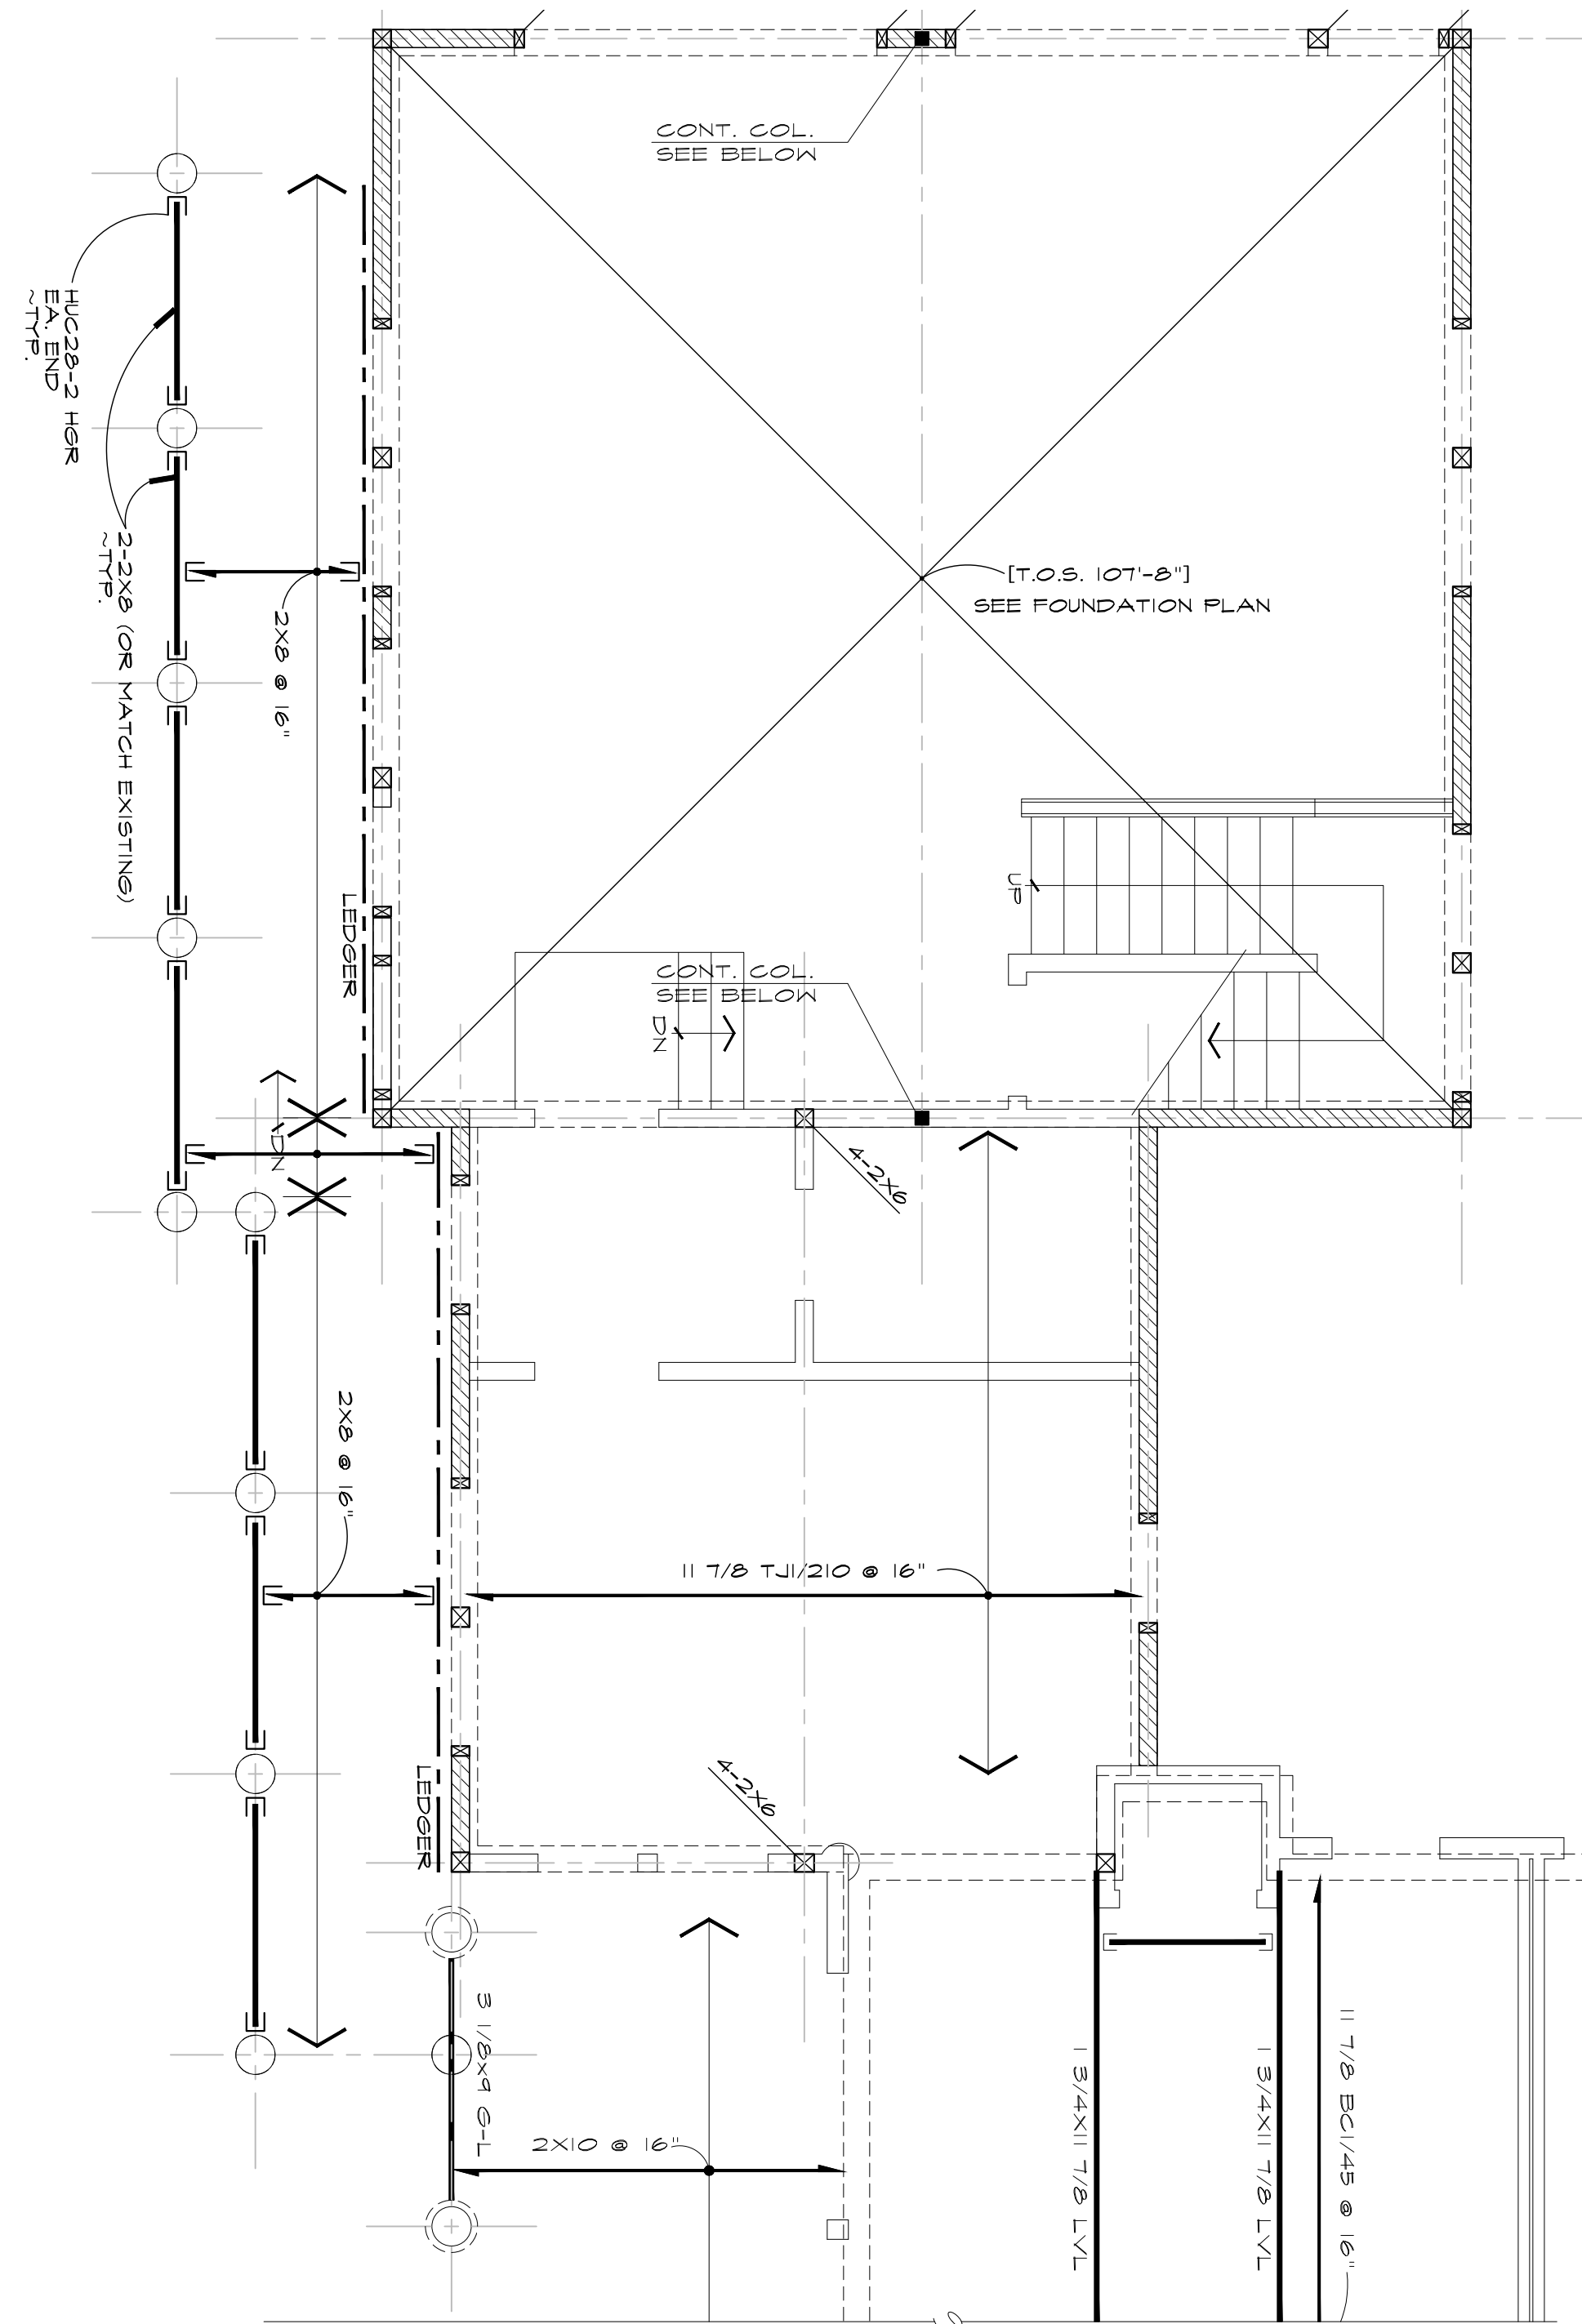 CONT. COL.
SEE BELOW
HUC28-2 HGR
EA. END
~TYP.
2-2X8 (OR MATCH EXISTING)
~TYP.
2X8 @ 16"
[T.O.S. 107'-8"]
SEE FOUNDATION PLAN
LEDGER
UP
CONT. COL.
SEE BELOW
DN
DN
4-2X6
2X8 @ 16"
11 7/8 TJI/210 @ 16"
LEDGER
4-2X6
3 1/8x9 G-L
2X10 @ 16"
1 3/4X11 7/8 LVL
1 3/4X11 7/8 LVL
11 7/8 BCI/45 @ 16"